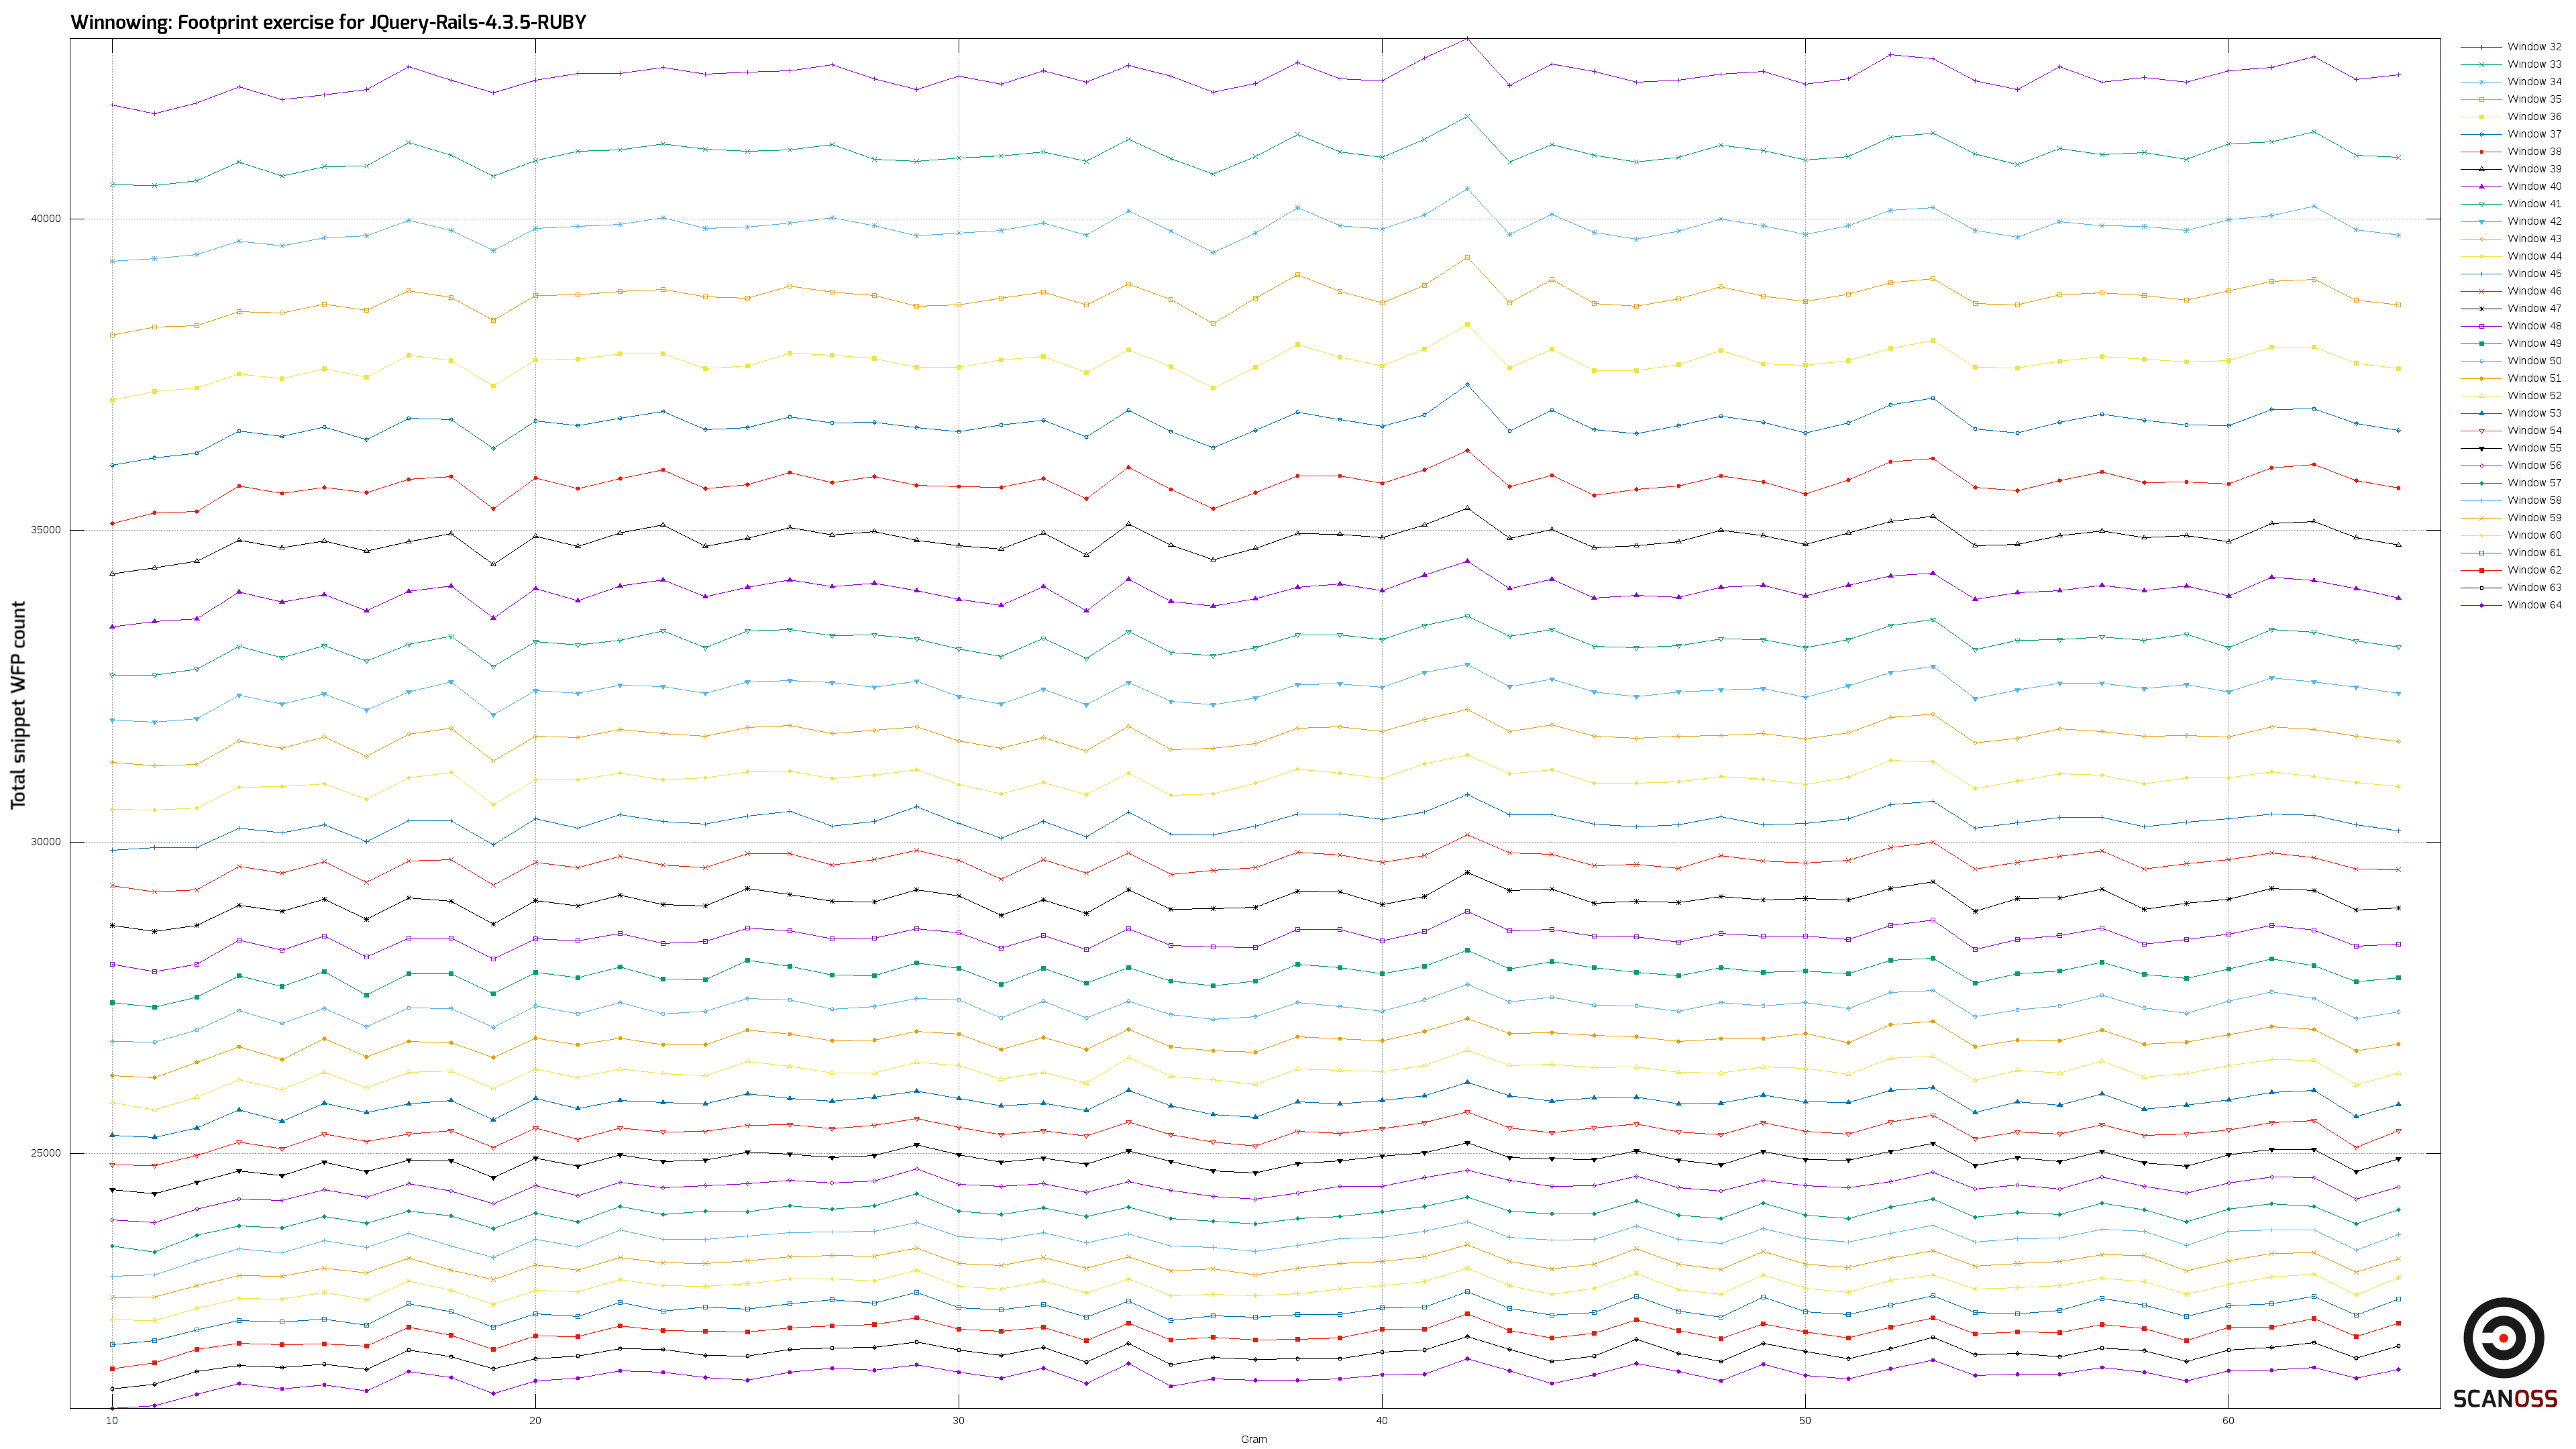 Winnowing: Footprint exercise for JQuery-Rails-4.3.5-RUBY
Window 32
Window 33
Window 34
Window 35
Window 36
Window 37
Window 38
Window 39
Window 40
Window 41
Window 42
Window 43
Window 44
Window 45
Window 46
Window 47
Window 48
Window 49
Window 50
Window 51
Window 52
Window 53
Window 54
Window 55
Window 56
Window 57
Window 58
Window 59
Window 60
Window 61
Window 62
Window 63
Window 64
Total snippet WFP count
40000
35000
30000
25000
10
20
30
40
50
60
Gram
SCANOSS